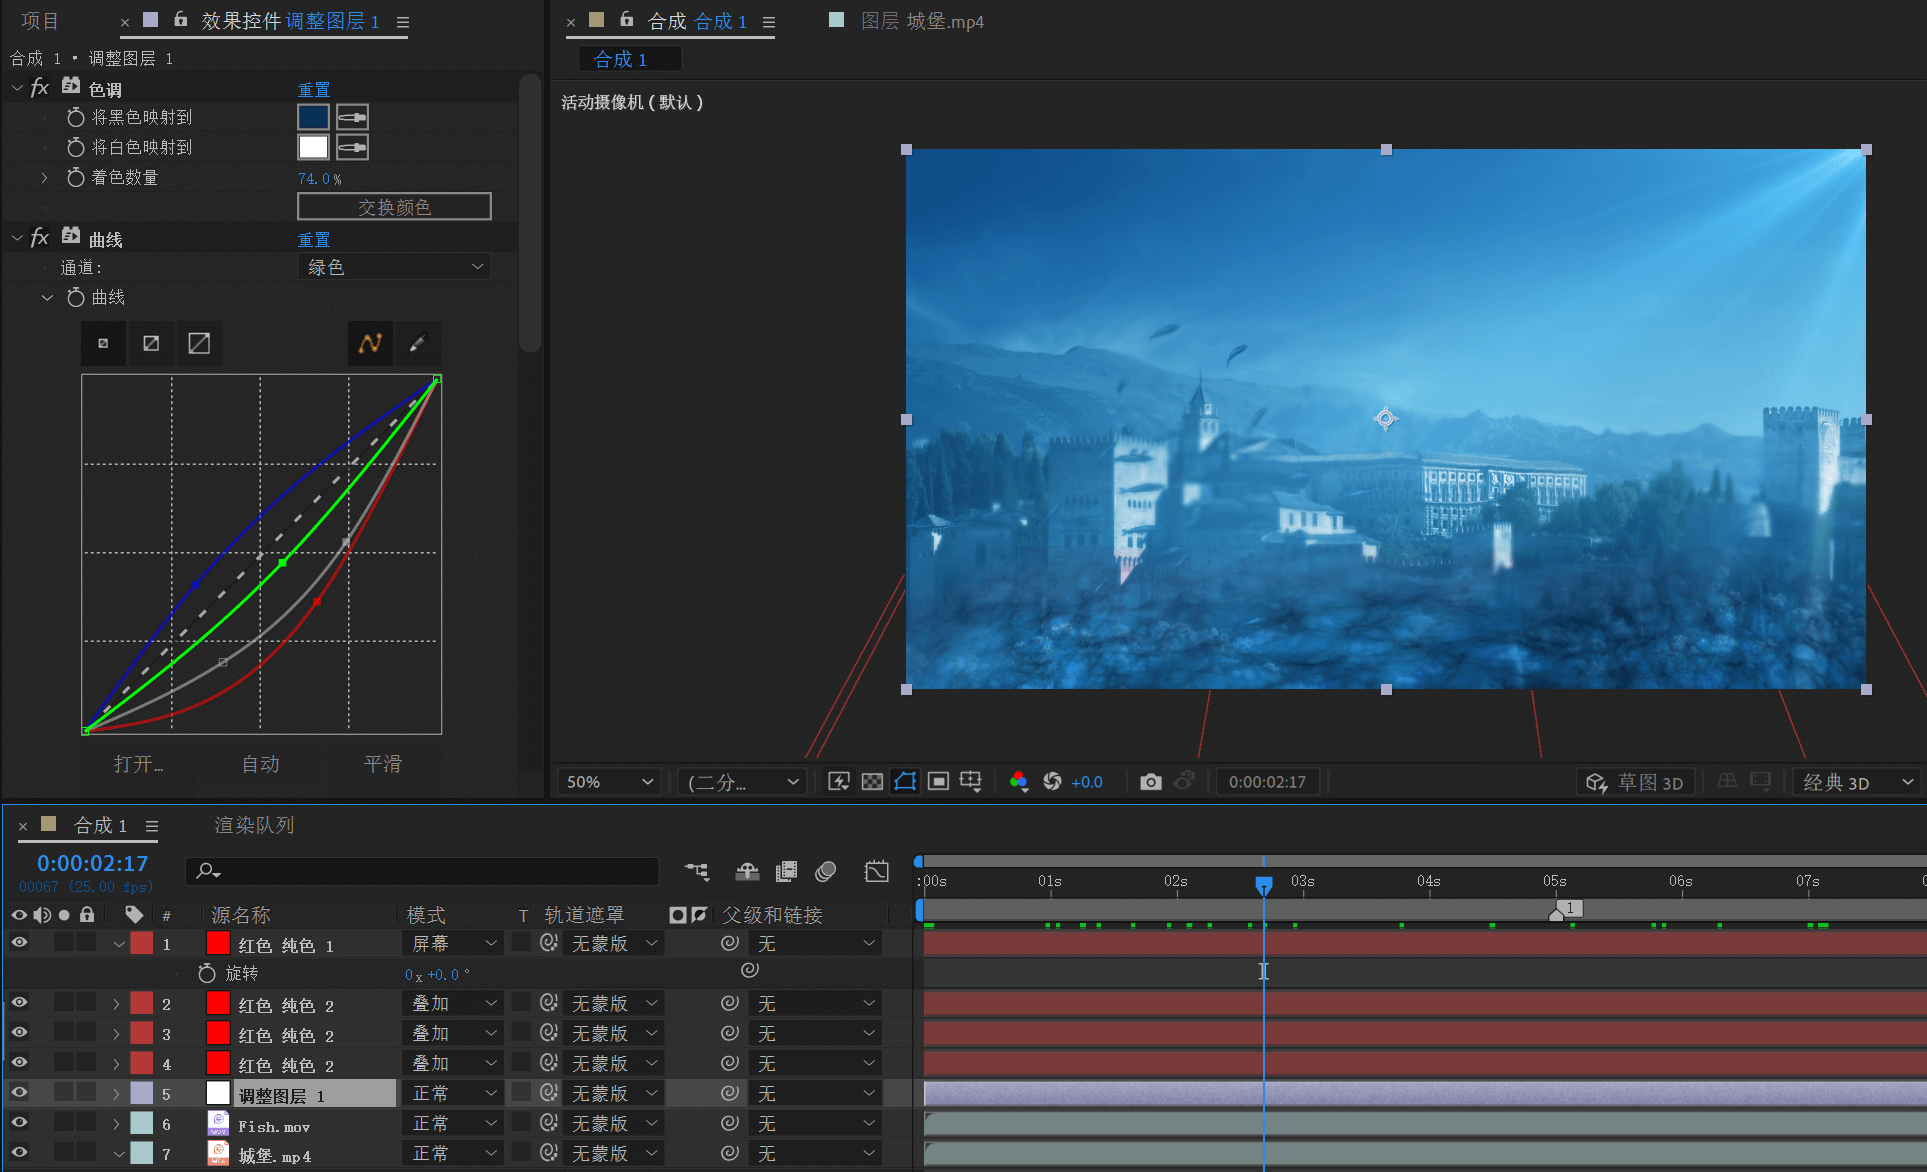 项目 × 效果控件 调整图层 1 ≡
合成 1 • 调整图层 1
fx 色调 重置
将黑色映射到
将白色映射到
着色数量 74.0%
交换颜色
fx 曲线 重置
通道: 绿色
曲线
打开... 自动 平滑
× 合成 合成 1 ≡ 图层 城堡.mp4
合成 1
活动摄像机 ( 默认 )
50% (二分... +0.0 0:00:02:17 草图 3D 经典 3D
× 合成 1 ≡ 渲染队列
0:00:02:17
00067 (25.00 fps)
:00s 01s 02s 03s 04s 05s 06s 07s 0
1
# 源名称 模式 T 轨道遮罩 父级和链接
1 红色 纯色 1 屏幕 无蒙版 无
旋转 0x+0.0°
2 红色 纯色 2 叠加 无蒙版 无
3 红色 纯色 2 叠加 无蒙版 无
4 红色 纯色 2 叠加 无蒙版 无
5 调整图层 1 正常 无蒙版 无
6 Fish.mov 正常 无蒙版 无
7 城堡.mp4 正常 无蒙版 无